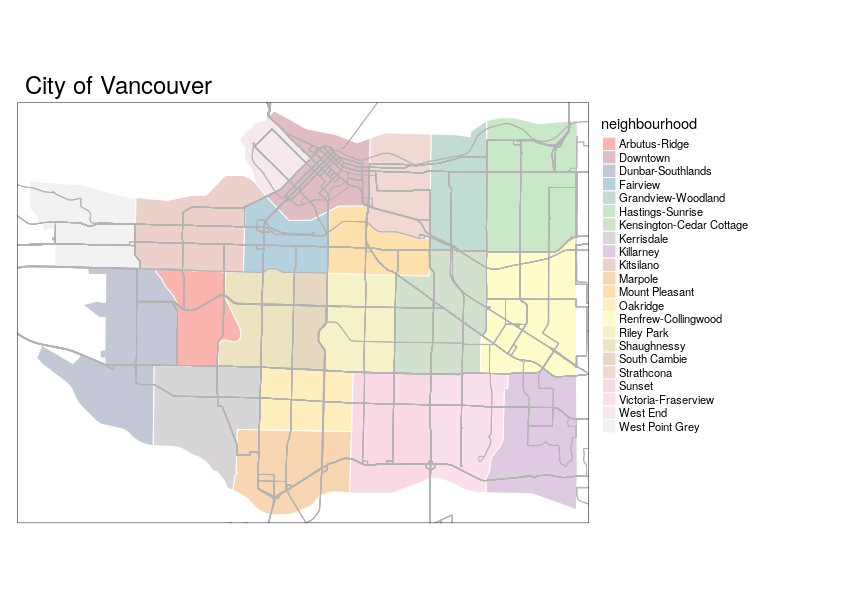 City of Vancouver
neighbourhood
Arbutus-Ridge
Downtown
Dunbar-Southlands
Fairview
Grandview-Woodland
Hastings-Sunrise
Kensington-Cedar Cottage
Kerrisdale
Killarney
Kitsilano
Marpole
Mount Pleasant
Oakridge
Renfrew-Collingwood
Riley Park
Shaughnessy
South Cambie
Strathcona
Sunset
Victoria-Fraserview
West End
West Point Grey